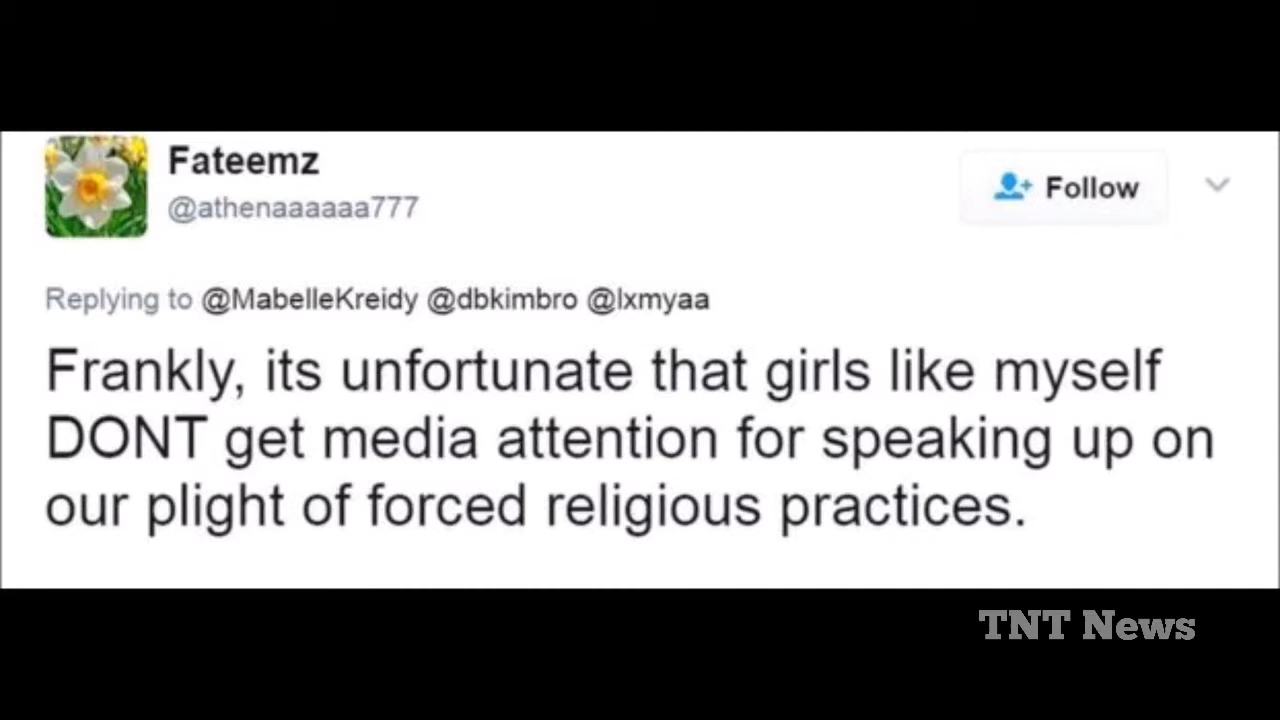 Fateemz
@athenaaaaaa777
Follow
Replying to @MabelleKreidy @dbkimbro @lxmyaa
Frankly, its unfortunate that girls like myself
DONT get media attention for speaking up on
our plight of forced religious practices.
TNT News